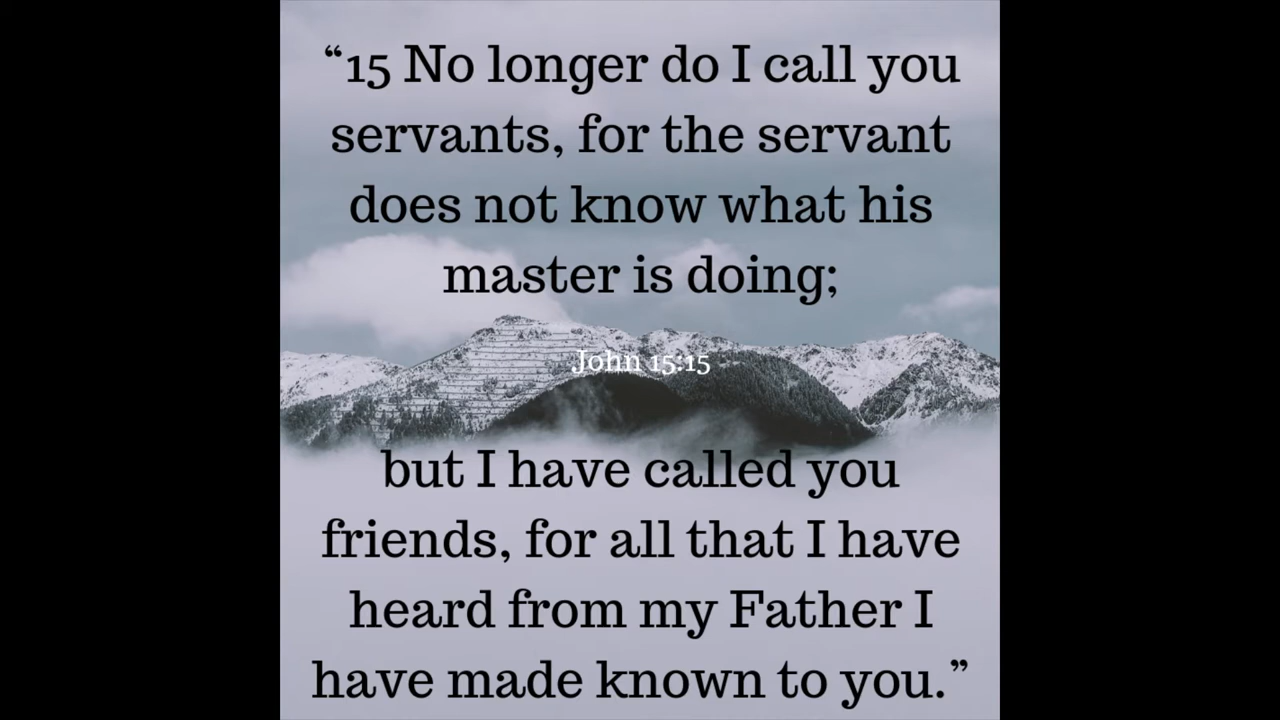 “15 No longer do I call you
servants, for the servant
does not know what his
master is doing;
John 15:15
but I have called you
friends, for all that I have
heard from my Father I
have made known to you.”